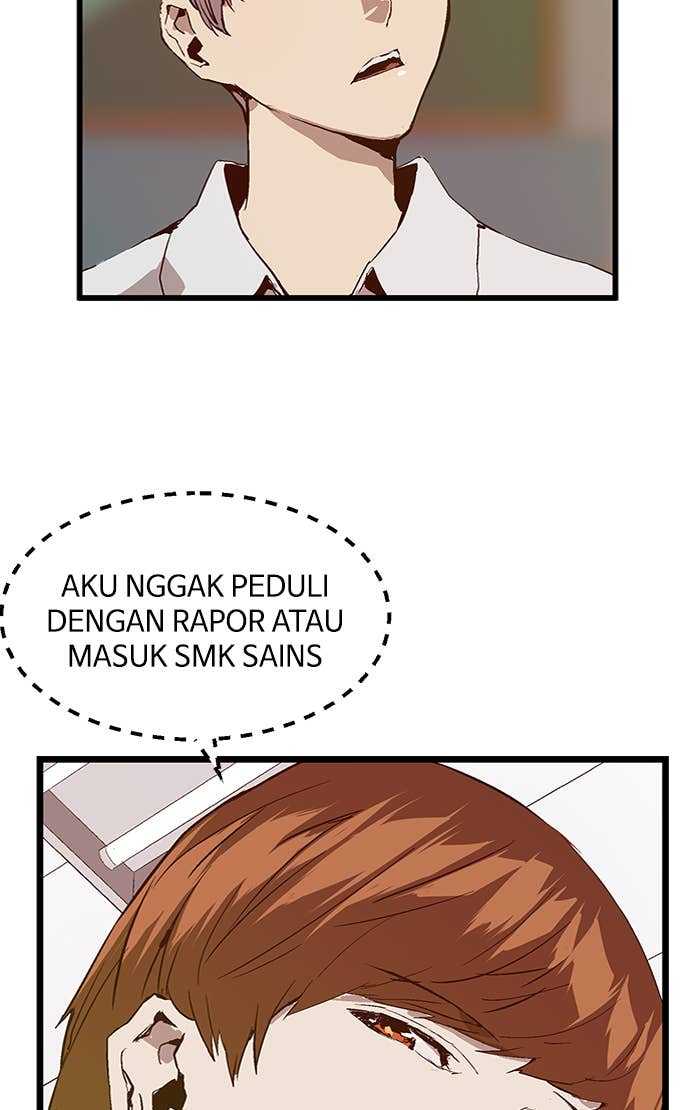 AKU NGGAK PEDULI
DENGAN RAPOR ATAU
MASUK SMK SAINS